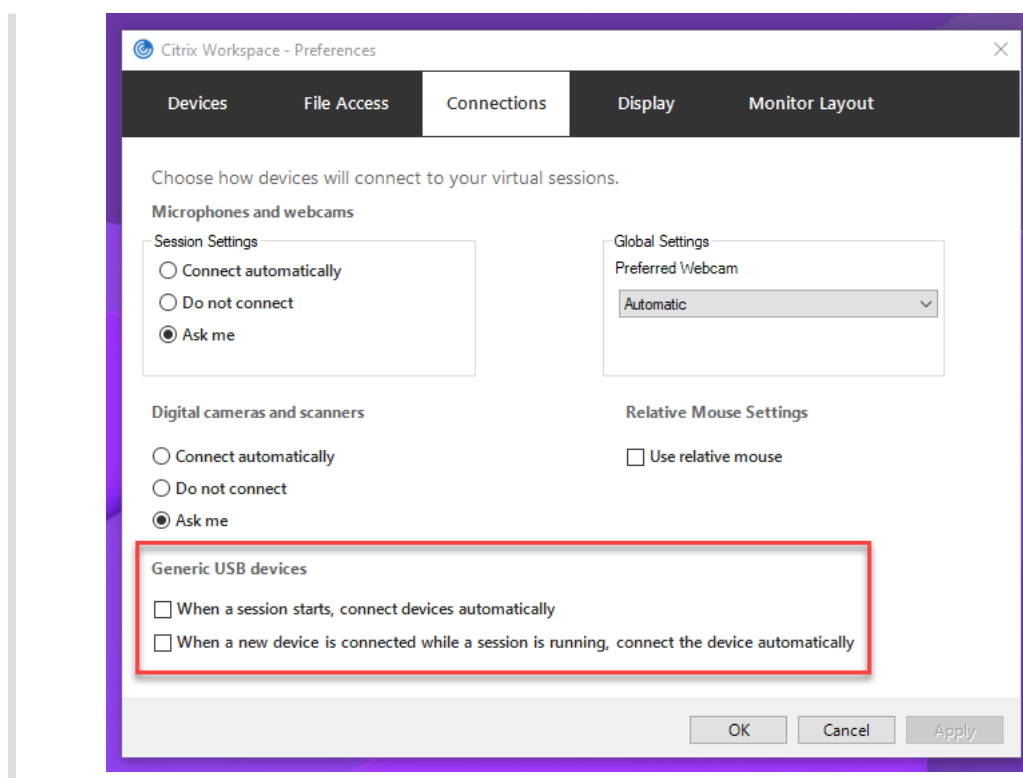 Citrix Workspace - Preferences
Devices File Access Connections Display Monitor Layout
Choose how devices will connect to your virtual sessions.
Microphones and webcams
Session Settings
Connect automatically
Do not connect
Ask me
Global Settings
Preferred Webcam
Automatic
Digital cameras and scanners
Connect automatically
Do not connect
Ask me
Relative Mouse Settings
Use relative mouse
Generic USB devices
When a session starts, connect devices automatically
When a new device is connected while a session is running, connect the device automatically
OK Cancel Apply